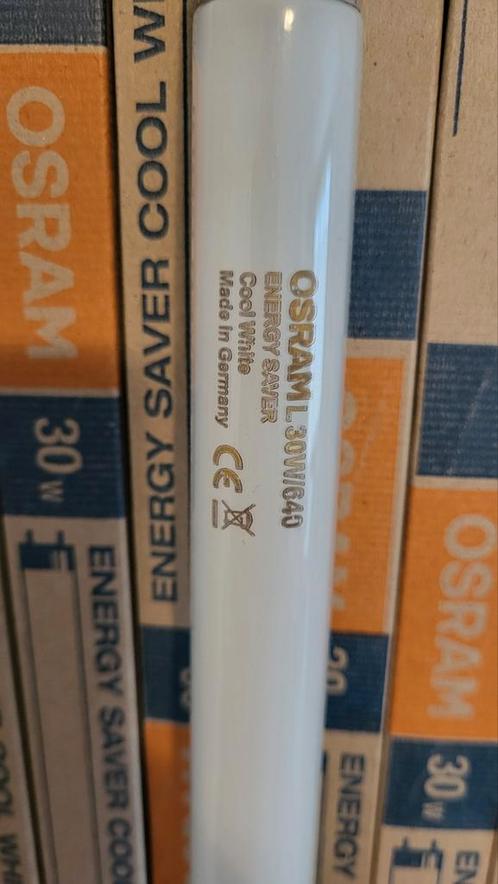 OSRAM L 30W/640
ENERGY SAVER
Cool White
Made in Germany CE
OSRAM
30 W
ENERGY SAVER COOL W
ENERGY SAVER COO
OSRAM
30 W
ENERGY